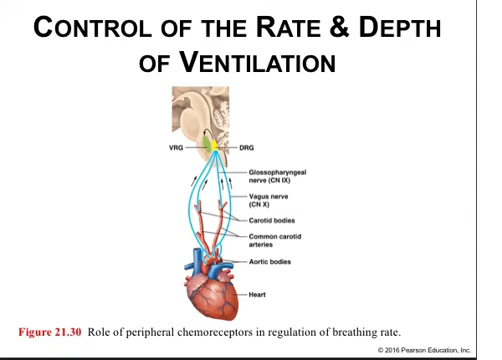 CONTROL OF THE RATE & DEPTH
OF VENTILATION
VRG
DRG
Glossopharyngeal
nerve (CN IX)
Vagus nerve
(CN X)
Carotid bodies
Common carotid
arteries
Aortic bodies
Heart
Figure 21.30 Role of peripheral chemoreceptors in regulation of breathing rate.
© 2016 Pearson Education, Inc.